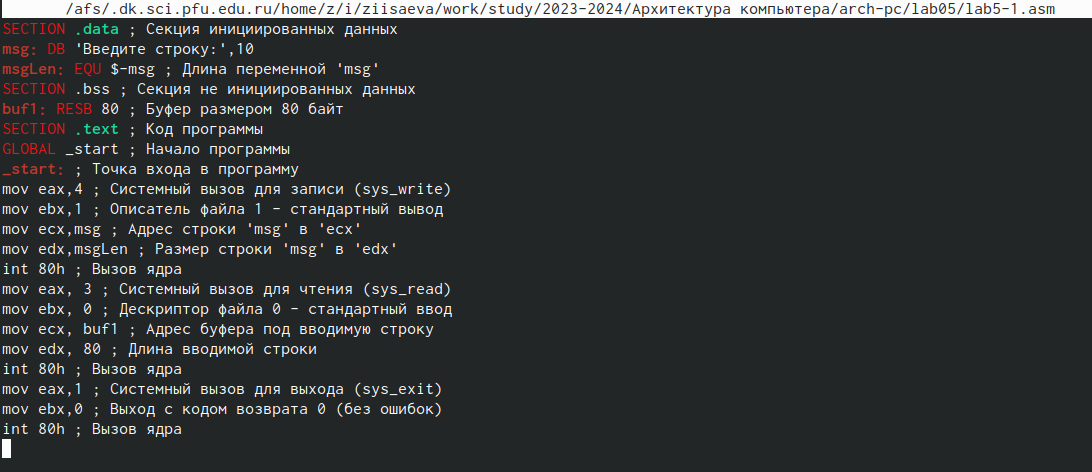 /afs/.dk.sci.pfu.edu.ru/home/z/i/ziisaeva/work/study/2023-2024/Архитектура компьютера/arch-pc/lab05/lab5-1.asm
SECTION .data ; Секция инициированных данных
msg: DB 'Введите строку:',10
msgLen: EQU $-msg ; Длина переменной 'msg'
SECTION .bss ; Секция не инициированных данных
buf1: RESB 80 ; Буфер размером 80 байт
SECTION .text ; Код программы
GLOBAL _start ; Начало программы
_start: ; Точка входа в программу
mov eax,4 ; Системный вызов для записи (sys_write)
mov ebx,1 ; Описатель файла 1 - стандартный вывод
mov ecx,msg ; Адрес строки 'msg' в 'ecx'
mov edx,msgLen ; Размер строки 'msg' в 'edx'
int 80h ; Вызов ядра
mov eax, 3 ; Системный вызов для чтения (sys_read)
mov ebx, 0 ; Дескриптор файла 0 - стандартный ввод
mov ecx, buf1 ; Адрес буфера под вводимую строку
mov edx, 80 ; Длина вводимой строки
int 80h ; Вызов ядра
mov eax,1 ; Системный вызов для выхода (sys_exit)
mov ebx,0 ; Выход с кодом возврата 0 (без ошибок)
int 80h ; Вызов ядра